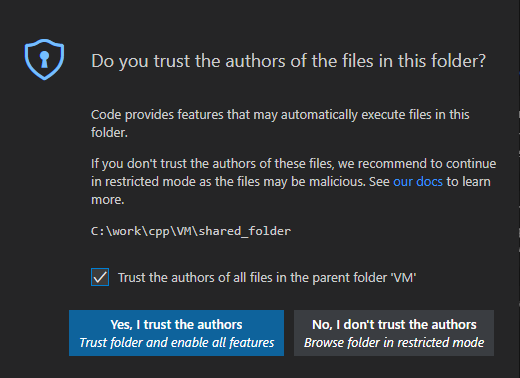 Do you trust the authors of the files in this folder?
Code provides features that may automatically execute files in this
folder.
If you don't trust the authors of these files, we recommend to continue
in restricted mode as the files may be malicious. See our docs to learn
more.
C:\work\cpp\VM\shared_folder
Trust the authors of all files in the parent folder 'VM'
Yes, I trust the authors
Trust folder and enable all features
No, I don't trust the authors
Browse folder in restricted mode